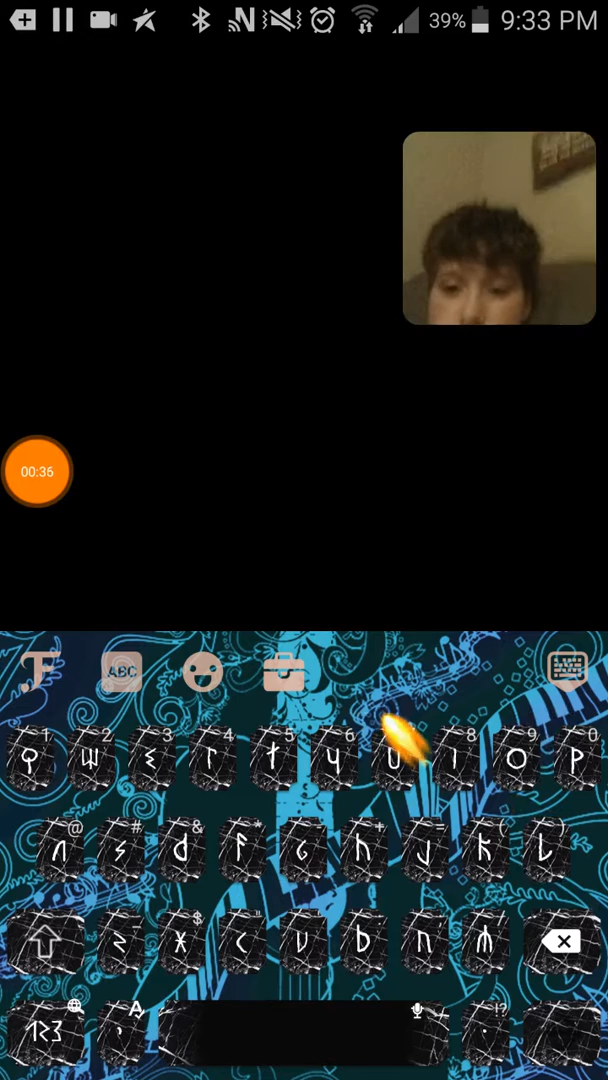 39% 9:33 PM
00:36
ABC
1 2 3 4 5 6 8 9 0
Q W E R T Y U I O P
@ # & * - + = ( )
A S D F G H J K L
_ $ " ' /
Z X C V B N M
123 , A . !?